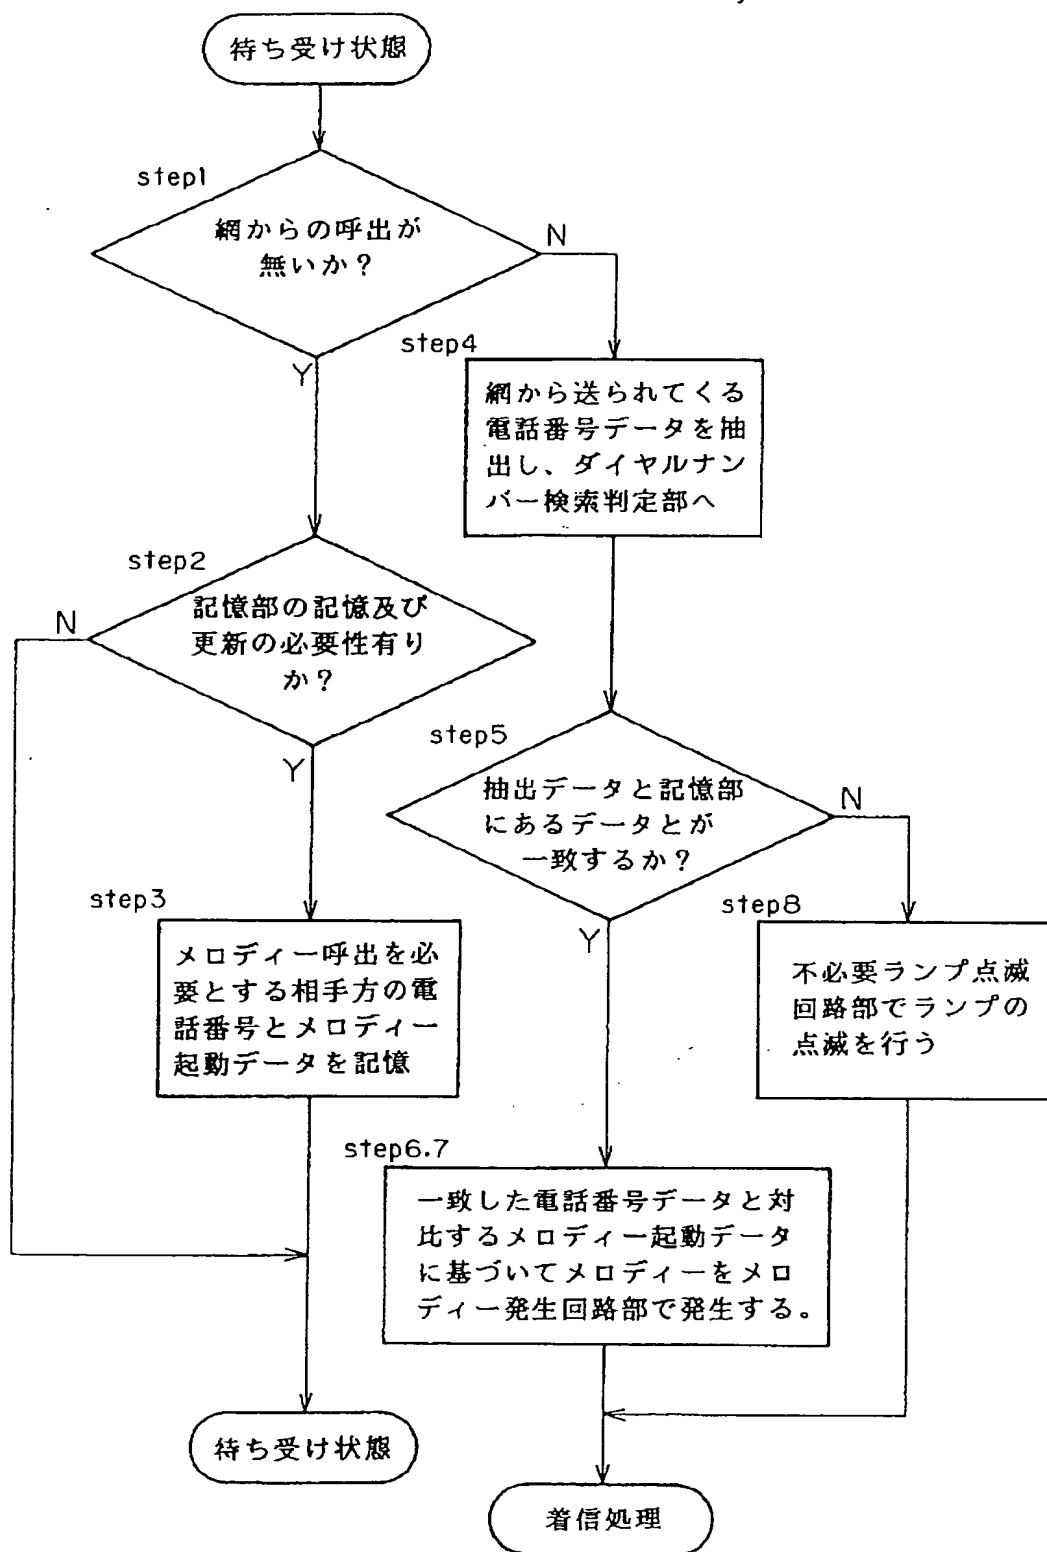 待ち受け状態
step1
網からの呼出が
無いか？
N
Y
step4
網から送られてくる
電話番号データを抽
出し、ダイヤルナン
バー検索判定部へ
step2
記憶部の記憶及び
更新の必要性有り
か？
N
Y
step5
抽出データと記憶部
にあるデータとが
一致するか？
N
Y
step3
メロディー呼出を必
要とする相手方の電
話番号とメロディー
起動データを記憶
step8
不必要ランプ点滅
回路部でランプの
点滅を行う
step6.7
一致した電話番号データと対
比するメロディー起動データ
に基づいてメロディーをメロ
ディー発生回路部で発生する。
待ち受け状態
着信処理